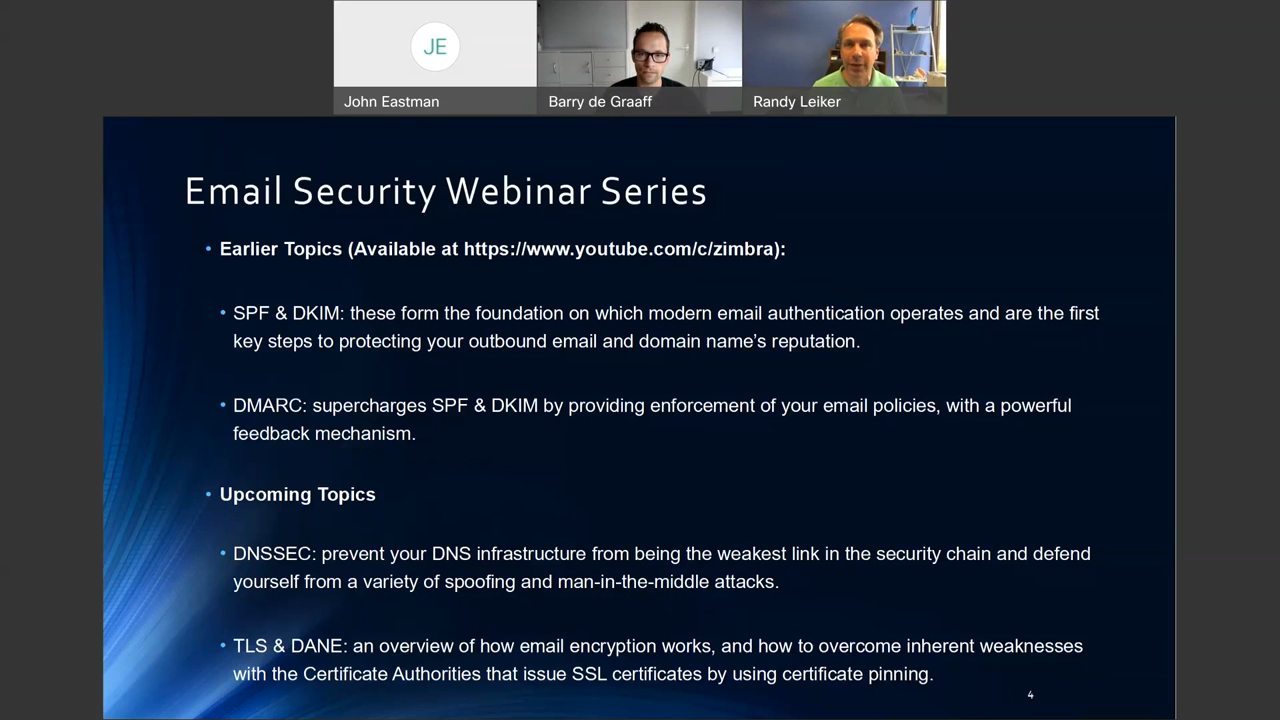 JE
John Eastman
Barry de Graaff
Randy Leiker
Email Security Webinar Series
• Earlier Topics (Available at https://www.youtube.com/c/zimbra):
• SPF & DKIM: these form the foundation on which modern email authentication operates and are the first
key steps to protecting your outbound email and domain name’s reputation.
• DMARC: supercharges SPF & DKIM by providing enforcement of your email policies, with a powerful
feedback mechanism.
• Upcoming Topics
• DNSSEC: prevent your DNS infrastructure from being the weakest link in the security chain and defend
yourself from a variety of spoofing and man-in-the-middle attacks.
• TLS & DANE: an overview of how email encryption works, and how to overcome inherent weaknesses
with the Certificate Authorities that issue SSL certificates by using certificate pinning.
4